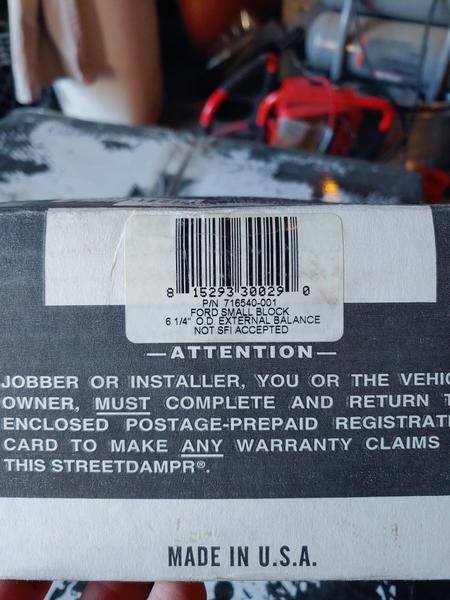 8 15293 30029 0
P/N 716540-001
FORD SMALL BLOCK
6 1/4" O.D. EXTERNAL BALANCE
NOT SFI ACCEPTED
—ATTENTION—
JOBBER OR INSTALLER, YOU OR THE VEHIC
OWNER, MUST COMPLETE AND RETURN T
ENCLOSED POSTAGE-PREPAID REGISTRATI
CARD TO MAKE ANY WARRANTY CLAIMS
THIS STREETDAMPR®.
MADE IN U.S.A.